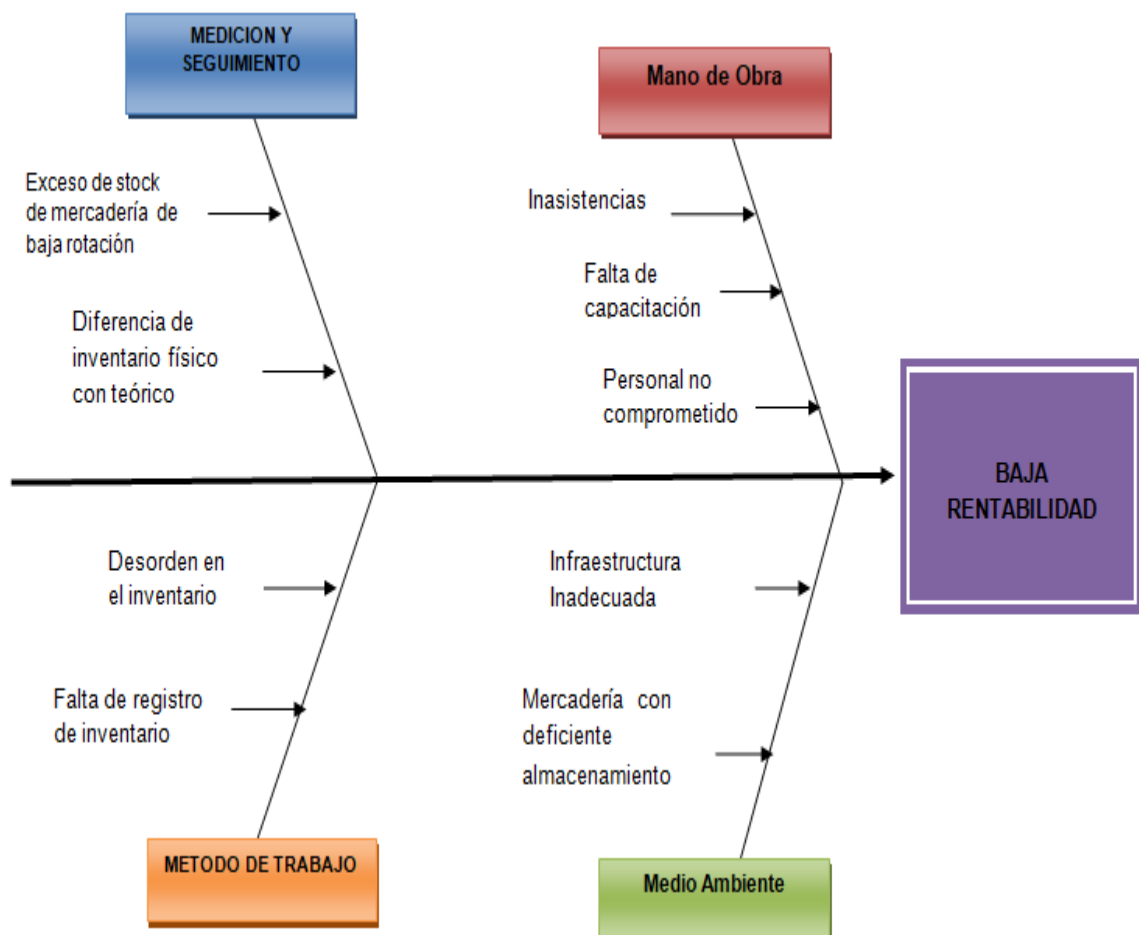 MEDICION Y
SEGUIMIENTO
Exceso de stock
de mercadería de
baja rotación
Diferencia de
inventario físico
con teórico
Mano de Obra
Inasistencias
Falta de
capacitación
Personal no
comprometido
BAJA
RENTABILIDAD
Desorden en
el inventario
Falta de registro
de inventario
METODO DE TRABAJO
Infraestructura
Inadecuada
Mercadería con
deficiente
almacenamiento
Medio Ambiente